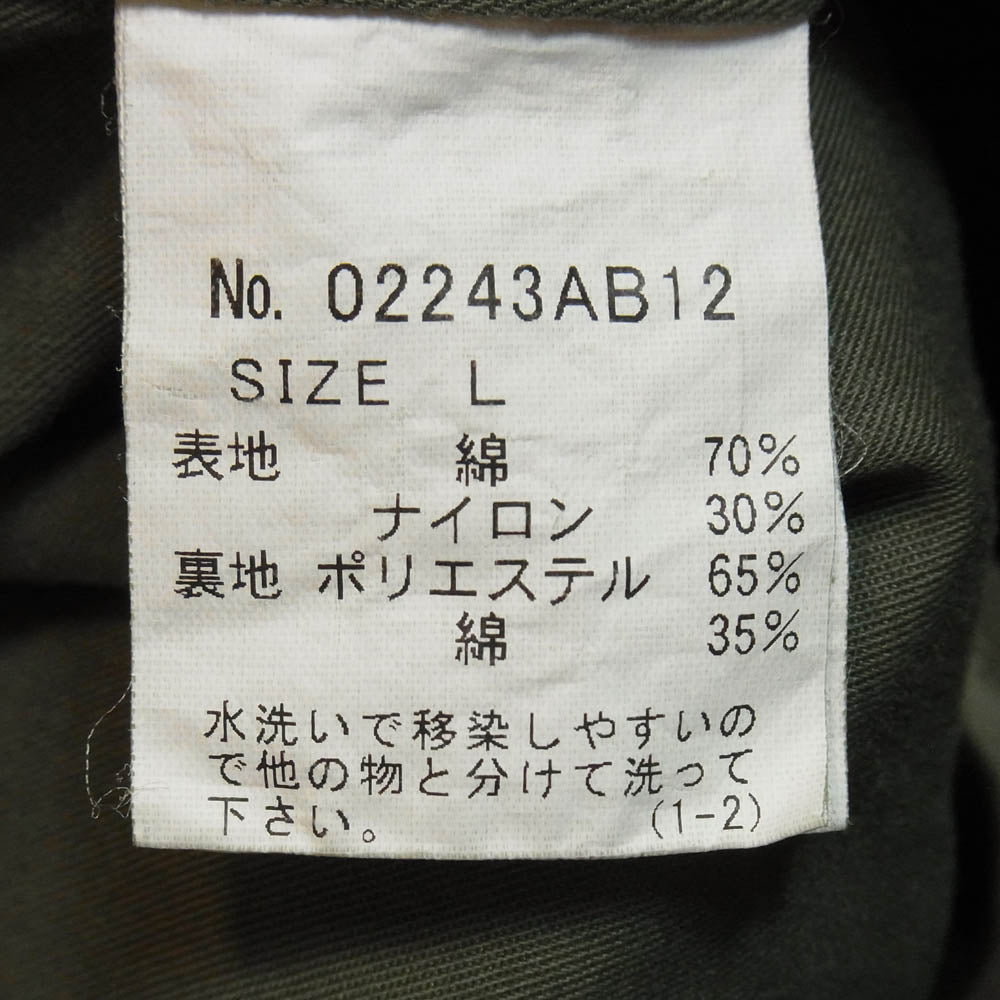 No. 02243AB12
SIZE L
表地 綿 70%
ナイロン 30%
裏地 ポリエステル 65%
綿 35%
水洗いで移染しやすいの
で他の物と分けて洗って
下さい。 (1-2)